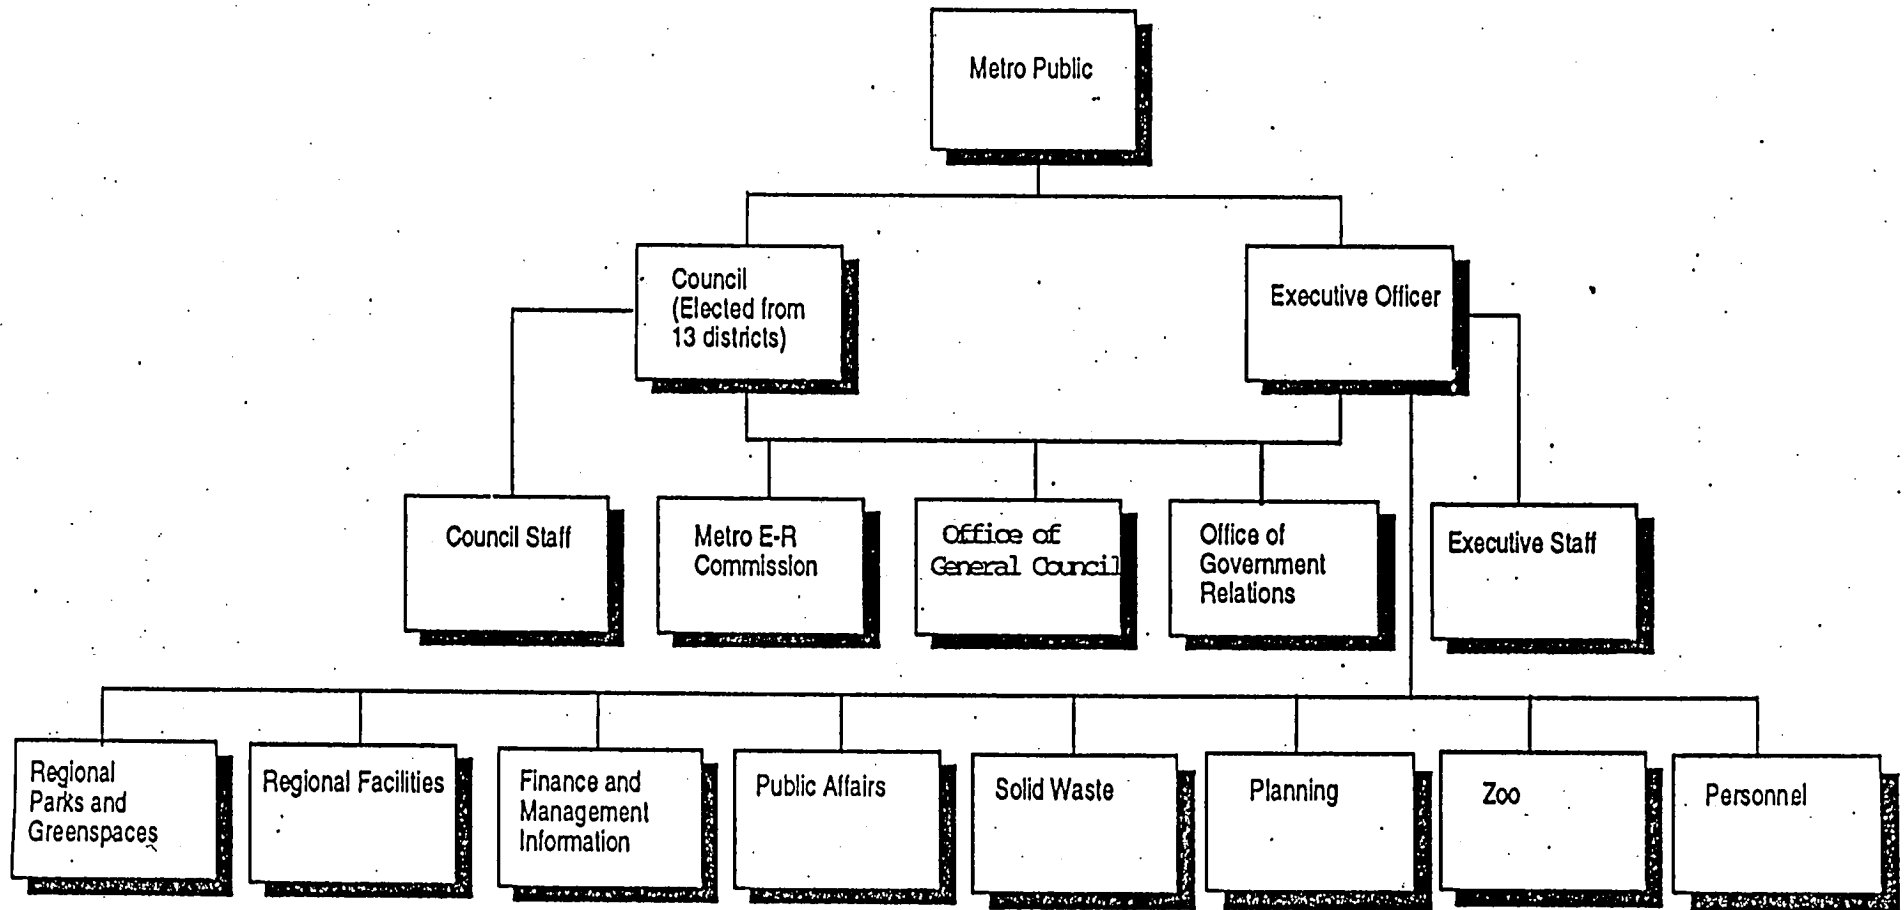 Metro Public
Council
(Elected from
13 districts)
Executive Officer
Council Staff
Metro E-R
Commission
Office of
General Council
Office of
Government
Relations
Executive Staff
Regional
Parks and
Greenspaces
Regional Facilities
Finance and
Management
Information
Public Affairs
Solid Waste
Planning
Zoo
Personnel